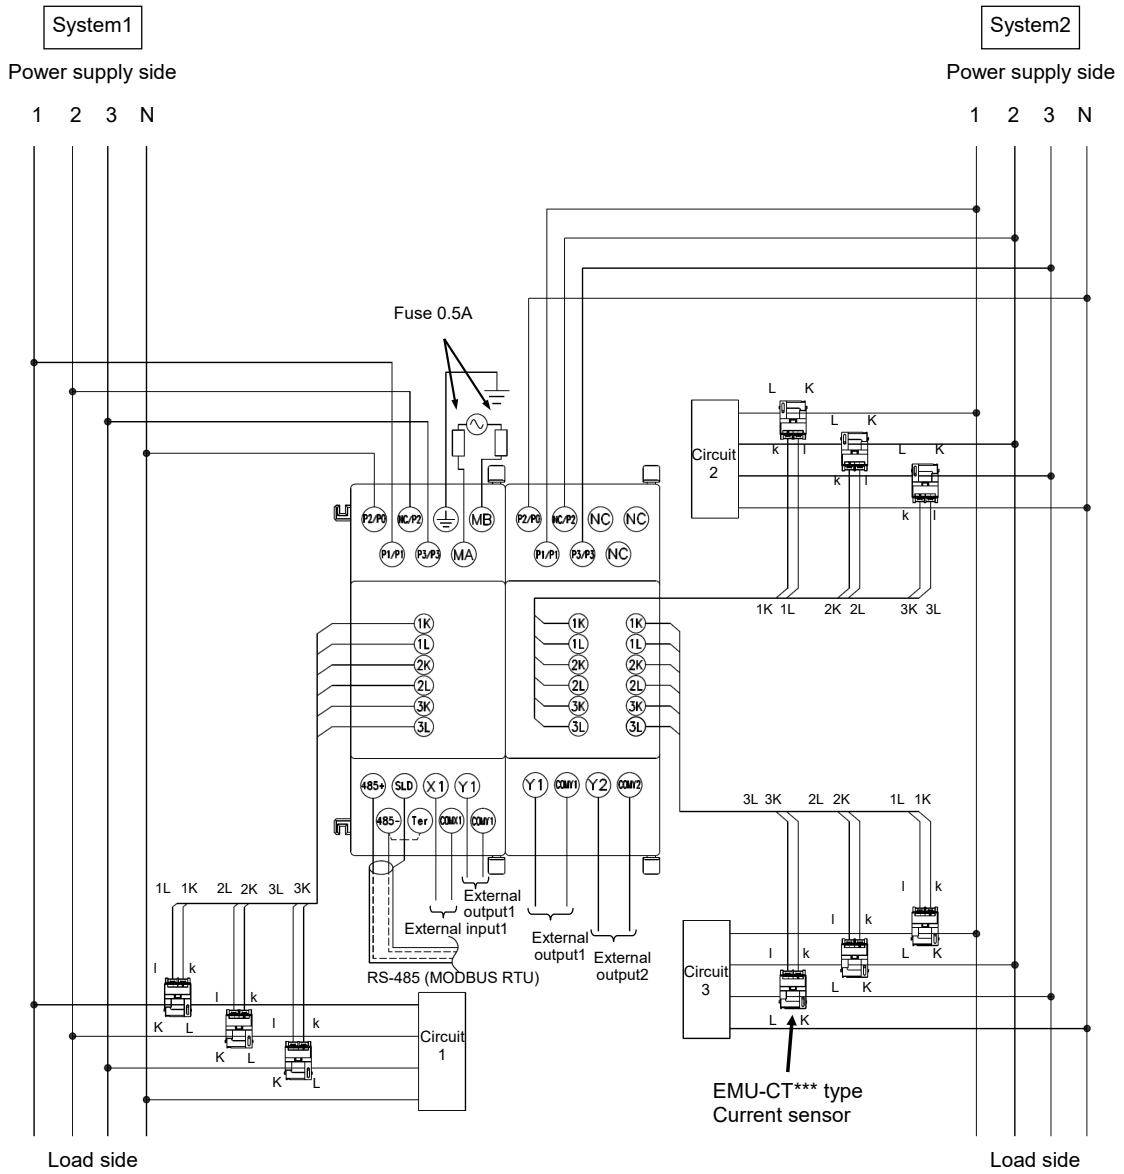 System1
System2
Power supply side
Power supply side
1 2 3 N
1 2 3 N
Fuse 0.5A
L K
L K
L K
k l
k l
k l
Circuit
2
P2/P0 NC/P2 MB
P1/P1 P3/P3 MA
P2/P0 NC/P2 NC NC
P1/P1 P3/P3 NC
1K 1L 2K 2L 3K 3L
1K
1L
2K
2L
3K
3L
1K
1L
2K
2L
3K
3L
1K
1L
2K
2L
3K
3L
485+ SLD X1 Y1
485- Ter COMX1 COMY1
Y1 COMY1 Y2 COMY2
3L 3K 2L 2K 1L 1K
1L 1K 2L 2K 3L 3K
External
output1
External input1
External
output1
External
output2
RS-485 (MODBUS RTU)
l k
K L
l k
K L
l k
K L
Circuit
1
l k
L K
l k
L K
l k
L K
Circuit
3
EMU-CT*** type
Current sensor
Load side
Load side